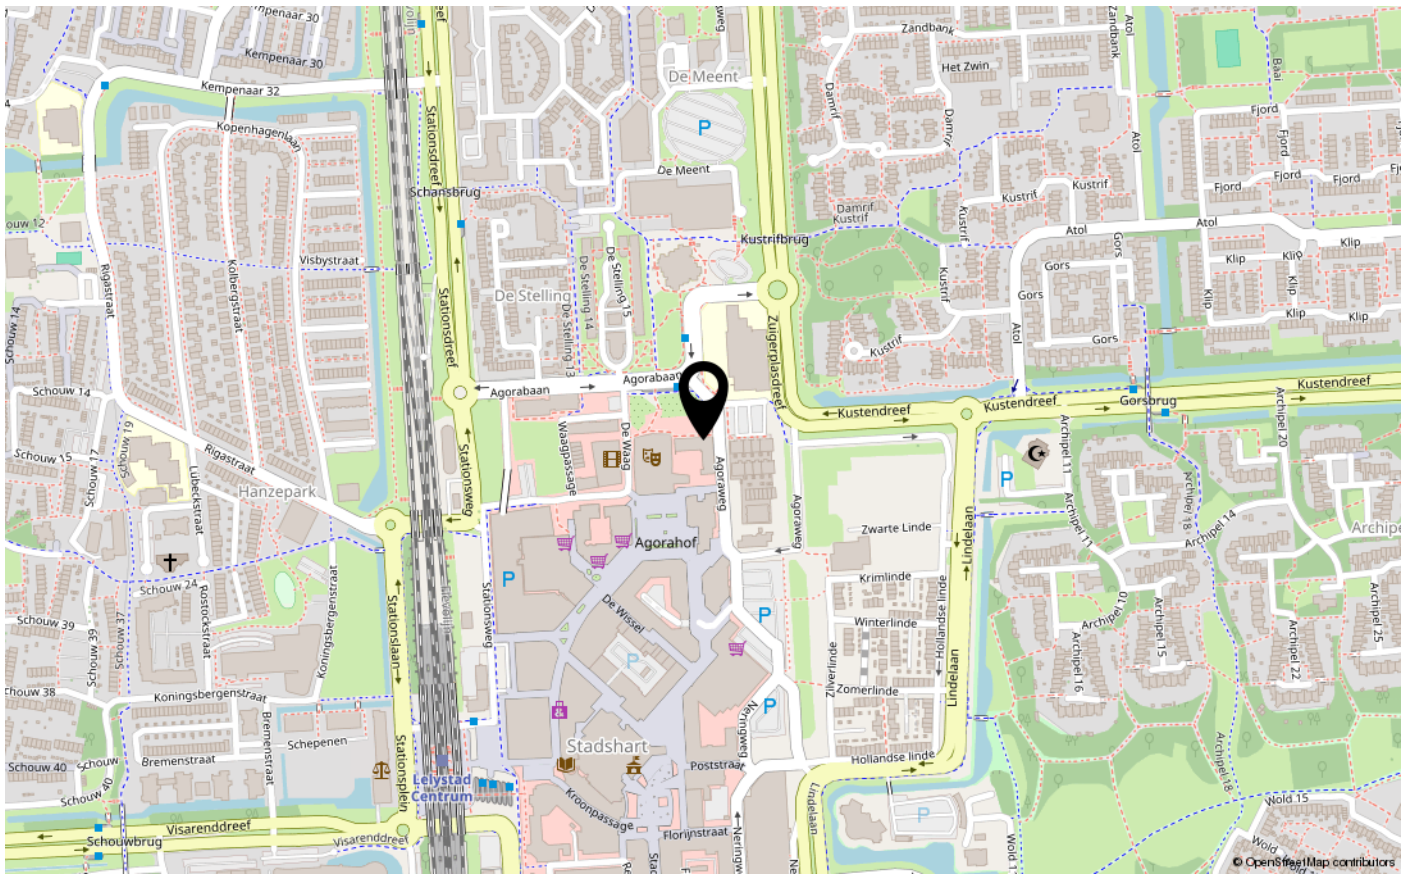 Kempenaar 30
Kempenaar 30
Kempenaar 32
Kopenhagenlaan
De Meent
Zandbank
Zandbank
Atol
Baai
Het Zwin
Damrif
Damrif
Fjord
Fjord
Fjord
Fjord
Fjord
Atol
Stationsdreef
P
De Meent
Schansbrug
Kustrif
Kustrif
Damrif
Kustrif
Kustrif
Kustrifbrug
Atol
Atol
Klip
Klip
Klip
Klip
Klip
Klip
Gors
Gors
Gors
Gors
Visbystraat
Rigastraat
Kolbergstraat
De Stelling
De Stelling 14
De Stelling 15
De Stelling 13
Stationsdreef
Kustrif
Kustrif
Atol
Schouw 14
Zuigerplasdreef
Agorabaan
Agorabaan
Kustendreef
Kustendreef
Kustendreef
Gorsbrug
Schouw 14
Schouw 19
Schouw 15
Schouw 17
Rigastraat
Lübeckstraat
Hanzepark
Stationsweg
Waagpassage
De Waag
Agoraweg
Agoraweg
Archipel 11
Archipel 20
P
Archipel 11
Archipel 18
Archipel 14
Lindelaan
Zwarte Linde
Agorahof
Krimlinde
Winterlinde
Hollandse linde
Archipel 10
Archipel 15
Archipel 16
Archipel 22
Archipel 25
Schouw 24
Rostockstraat
Koningsbergenstraat
Schouw 39
Schouw 39
Schouw 37
Stationslaan
Stationsweg
P
De Wissel
P
P
Zilverlinde
Zomerlinde
Lindelaan
P
Neringweg
Koningsbergenstraat
Bremenstraat
Bremenstraat
Schepenen
Schouw
Schouw 40
Schouw 40
Stationsplein
Stadshart
Poststraat
Hollandse linde
Archipel 18
Lelystad
Centrum
Kroonpassage
Florijnstraat
Lindelaan
P
Wold 15
Visarenddreef
Visarenddreef
Schouwbrug
Wold
© OpenStreetMap contributors